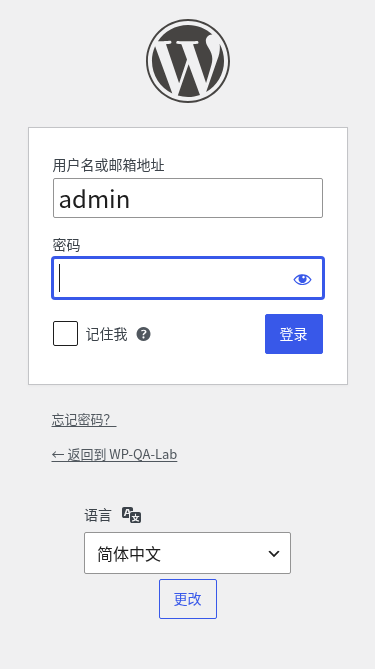 用户名或邮箱地址
admin
密码
记住我 ?
登录
忘记密码？
← 返回到 WP-QA-Lab
语言
简体中文
更改